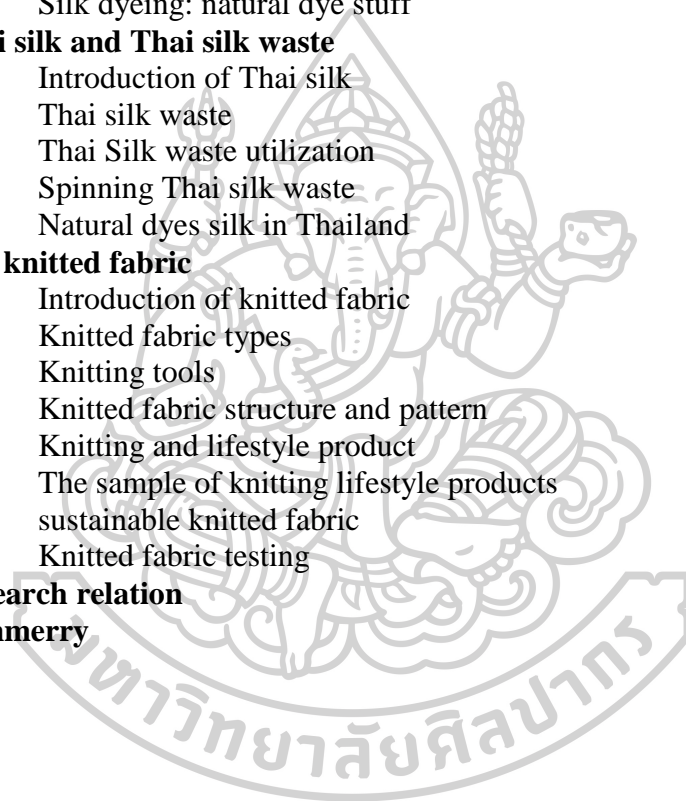 Silk dyeing: natural dye stuff
i silk and Thai silk waste
Introduction of Thai silk
Thai silk waste
Thai Silk waste utilization
Spinning Thai silk waste
Natural dyes silk in Thailand
knitted fabric
Introduction of knitted fabric
Knitted fabric types
Knitting tools
Knitted fabric structure and pattern
Knitting and lifestyle product
The sample of knitting lifestyle products
sustainable knitted fabric
Knitted fabric testing
earch relation
nmerry
มหาวิทยาลัยศิลปากร